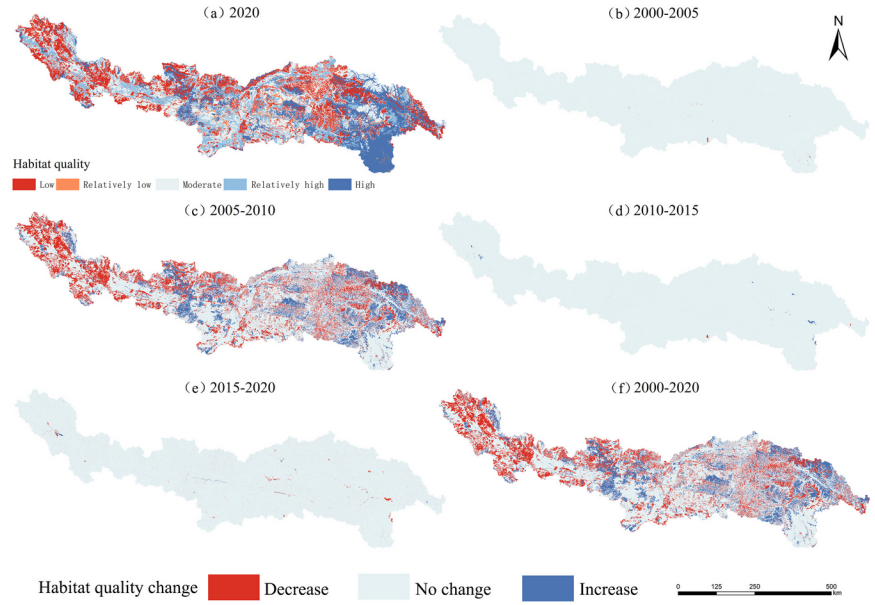 (a) 2020
(b) 2000-2005
N
Habitat quality
Low Relatively low Moderate Relatively high High
(c) 2005-2010
(d) 2010-2015
(e) 2015-2020
(f) 2000-2020
Habitat quality change Decrease No change Increase
0 125 250 500
km